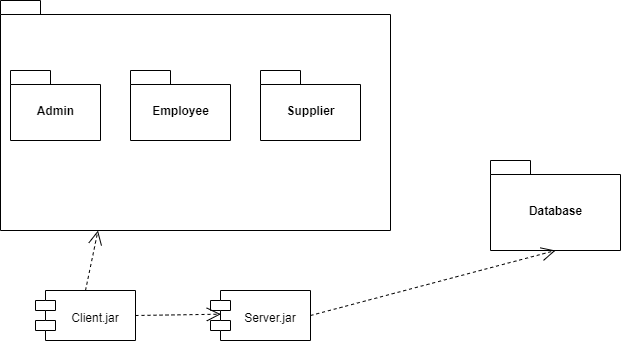 Admin
Employee
Supplier
Database
Client.jar
Server.jar